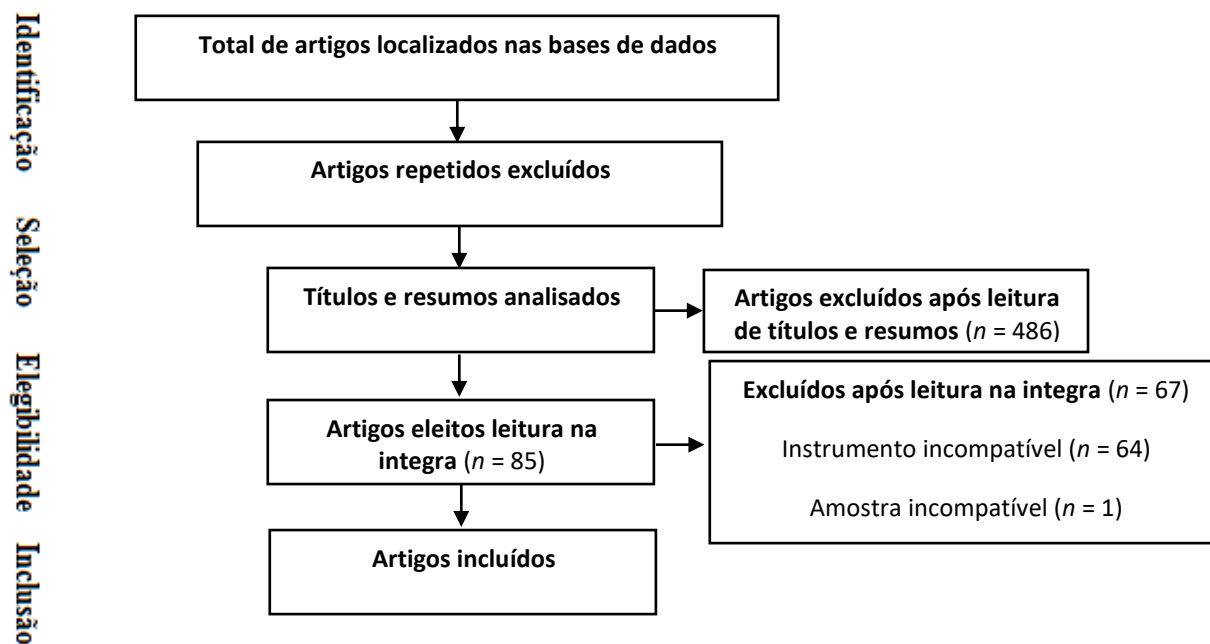 Identificação
Total de artigos localizados nas bases de dados
Artigos repetidos excluídos
Seleção
Títulos e resumos analisados
Artigos excluídos após leitura
de títulos e resumos (n = 486)
Elegibilidade
Artigos eleitos leitura na
integra (n = 85)
Excluídos após leitura na integra (n = 67)
Instrumento incompatível (n = 64)
Amostra incompatível (n = 1)
Inclusão
Artigos incluídos